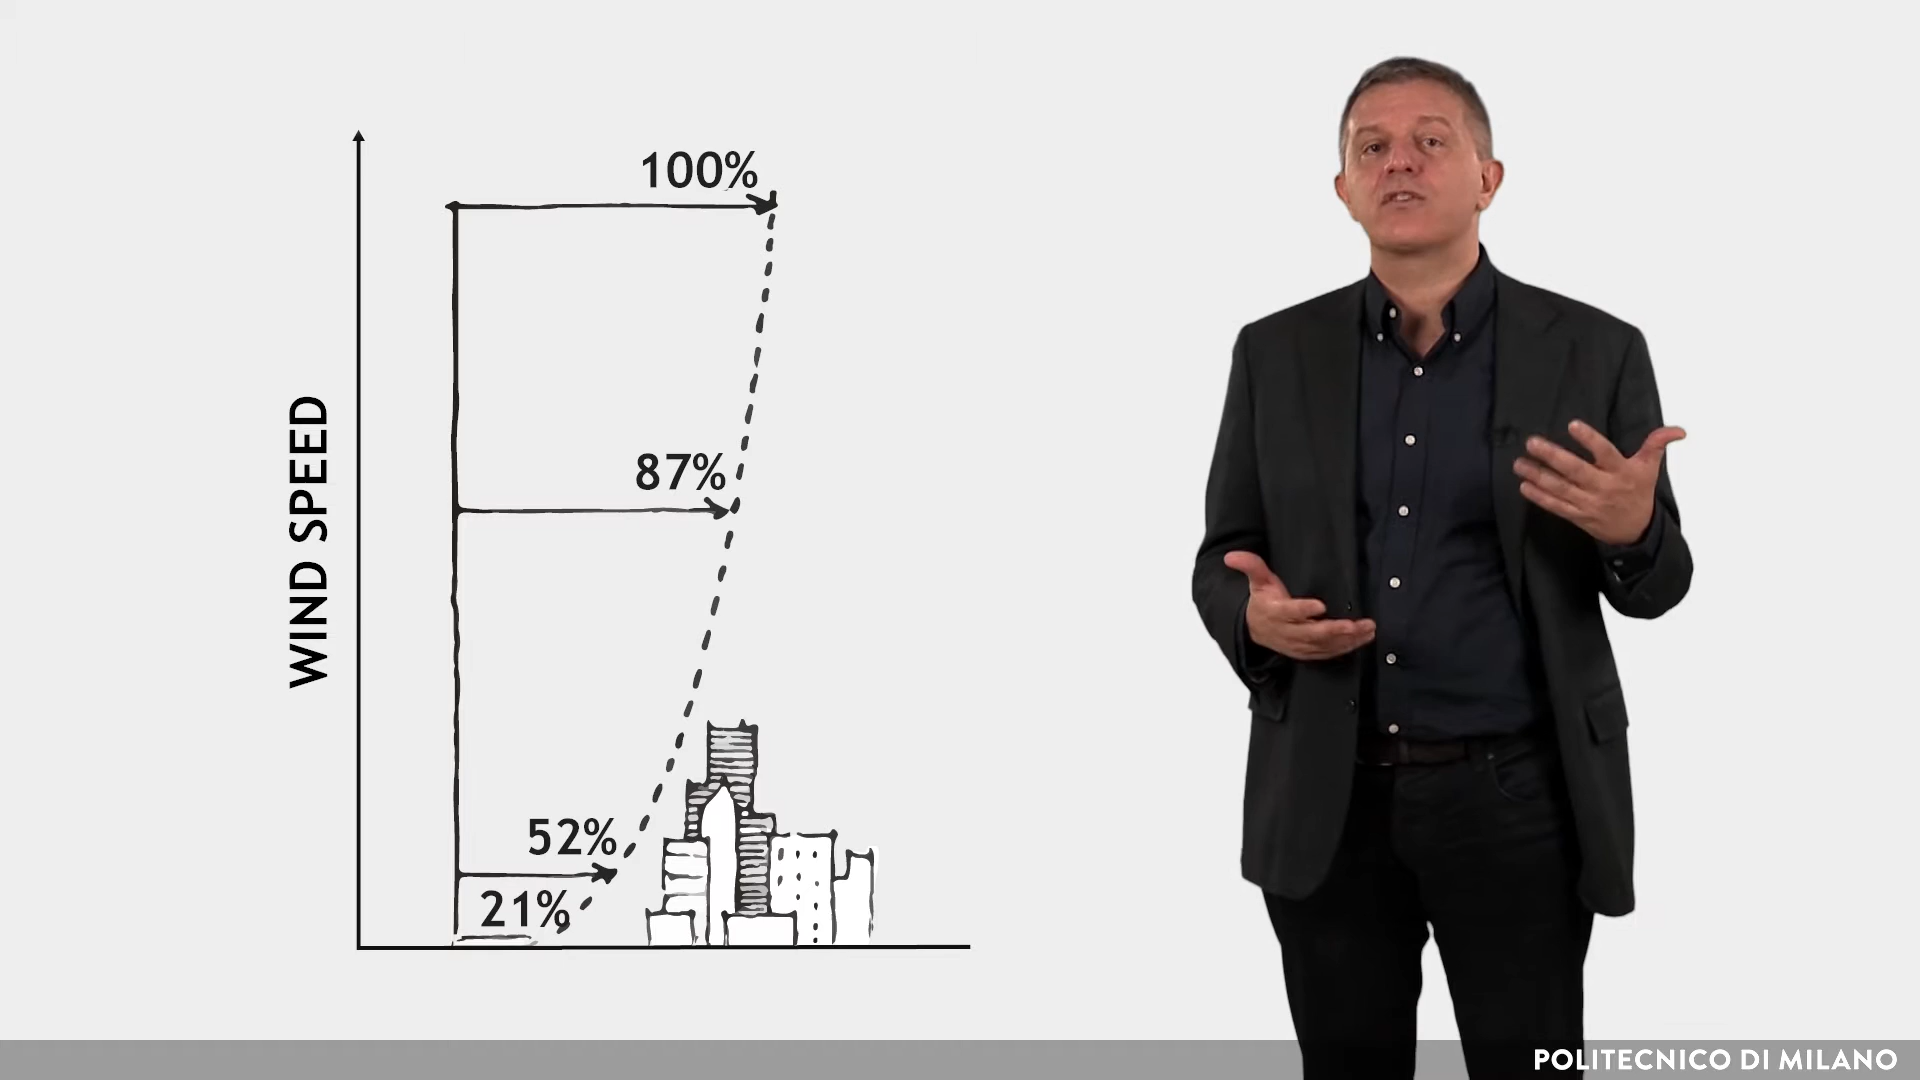 100%
87%
WIND SPEED
52%
21%
POLITECNICO DI MILANO